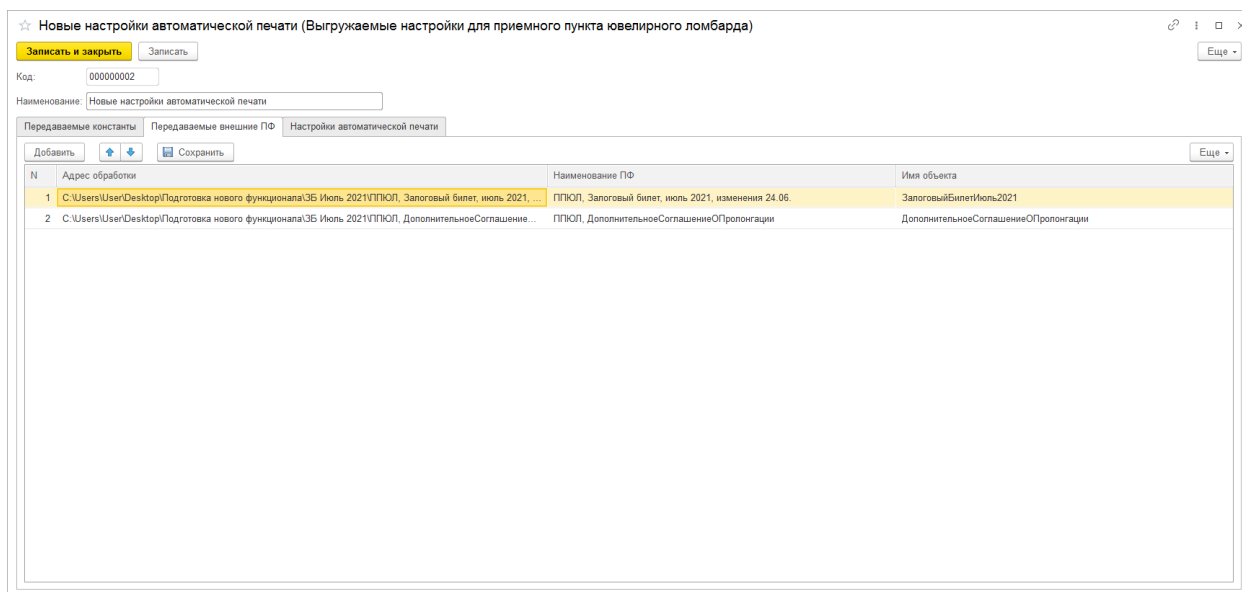 Новые настройки автоматической печати (Выгружаемые настройки для приемного пункта ювелирного ломбарда)
Записать и закрыть Записать Еще
Код: 000000002
Наименование: Новые настройки автоматической печати
Передаваемые константы Передаваемые внешние ПФ Настройки автоматической печати
Добавить Сохранить Еще
N Адрес обработки Наименование ПФ Имя объекта
1 C:\Users\User\Desktop\Подготовка нового функционала\ЗБ Июль 2021\ППЮЛ, Залоговый билет, июль 2021, ... ППЮЛ, Залоговый билет, июль 2021, изменения 24.06. ЗалоговыйБилетИюль2021
2 C:\Users\User\Desktop\Подготовка нового функционала\ЗБ Июль 2021\ППЮЛ, ДополнительноеСоглашение... ППЮЛ, ДополнительноеСоглашениеОПролонгации ДополнительноеСоглашениеОПролонгации